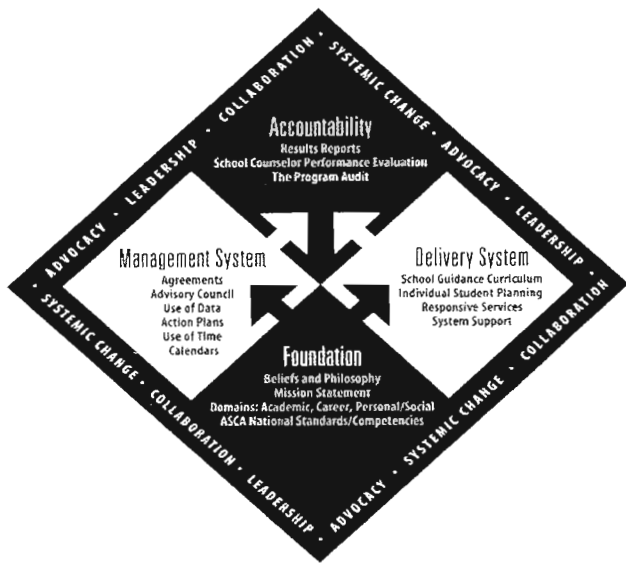 ADVOCACY • LEADERSHIP • COLLABORATION •
SYSTEMIC CHANGE • ADVOCACY • LEADERSHIP •
Accountability
Results Reports
School Counselor Performance Evaluation
The Program Audit
Management System
Agreements
Advisory Council
Use of Data
Action Plans
Use of Time
Calendars
Delivery System
School Guidance Curriculum
Individual Student Planning
Responsive Services
System Support
Foundation
Beliefs and Philosophy
Mission Statement
Domains: Academic, Career, Personal/Social
ASCA National Standards/Competencies
• SYSTEMIC CHANGE • COLLABORATION • LEADERSHIP •
ADVOCACY • SYSTEMIC CHANGE • COLLABORATION